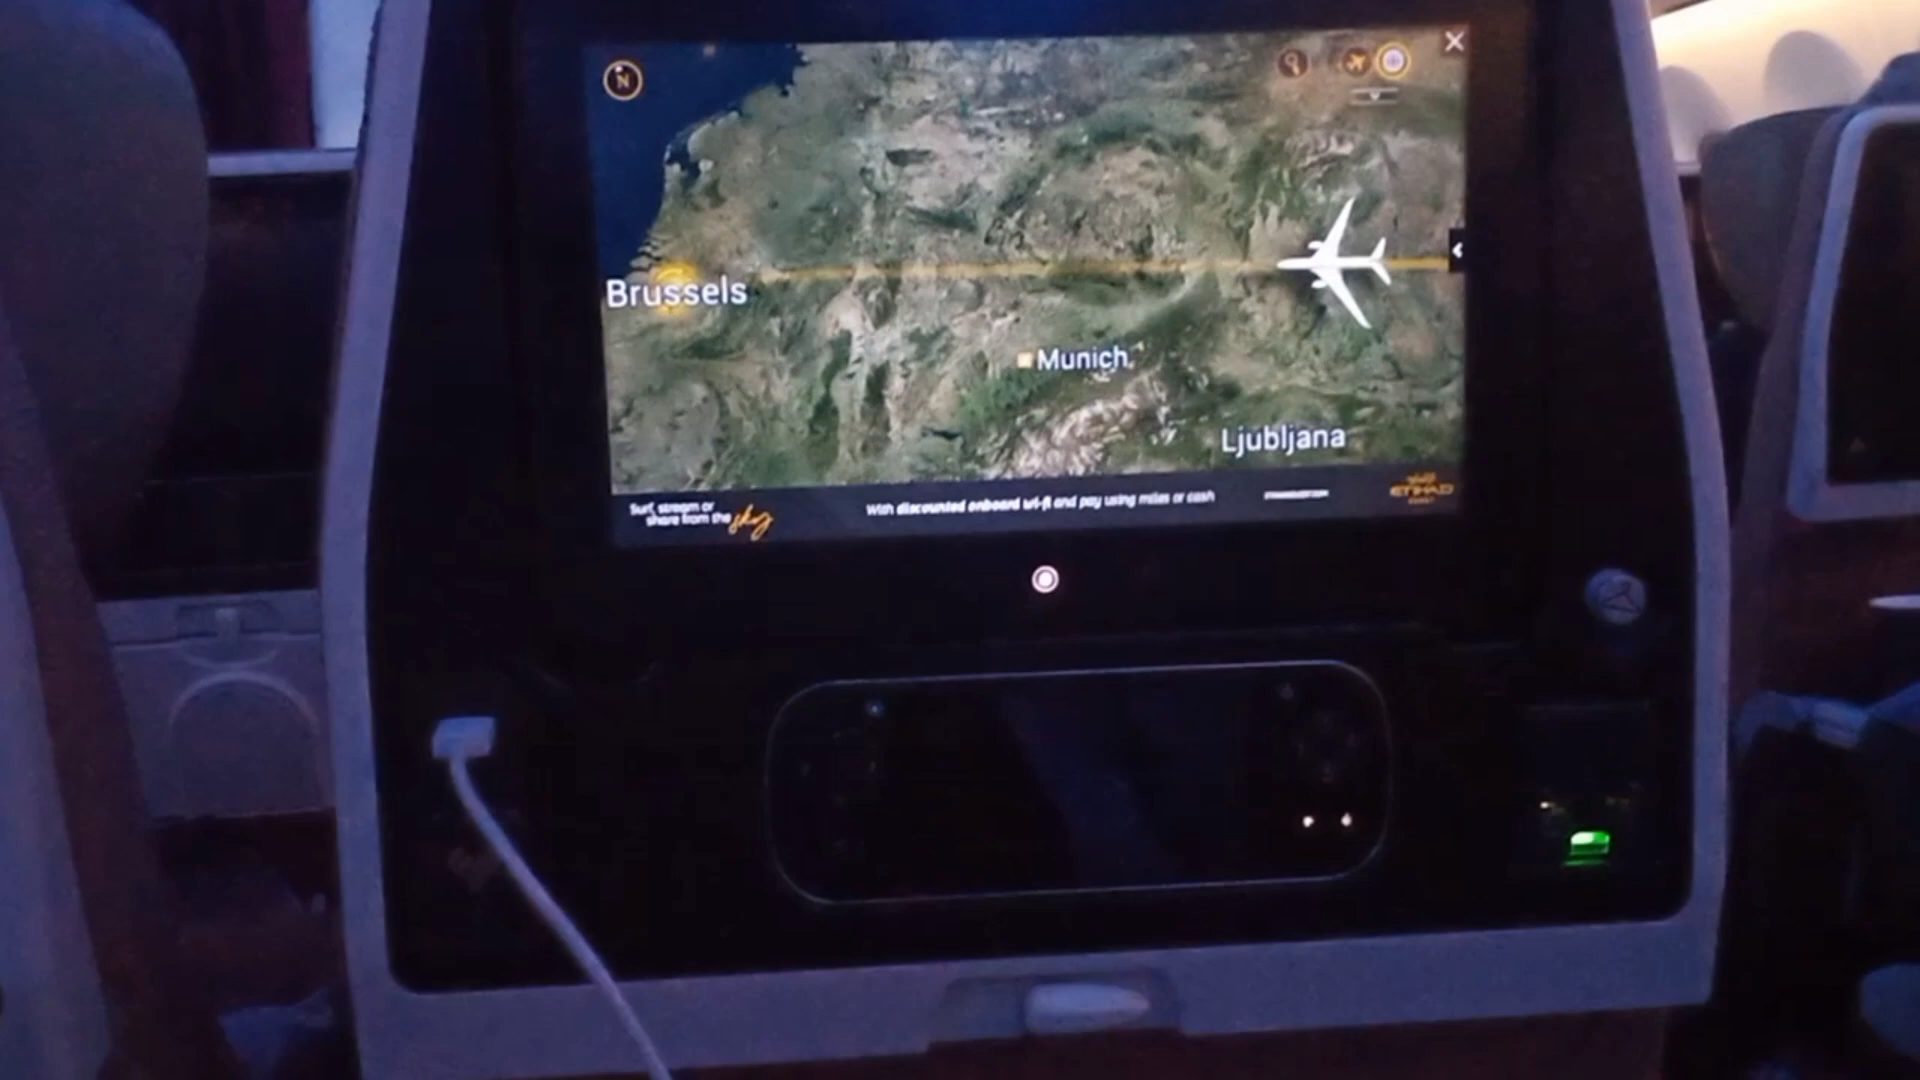 N
Brussels
Munich
Ljubljana
Surf, stream or
share from the sky
With discounted onboard wi-fi and pay using miles or cash
ETIHAD